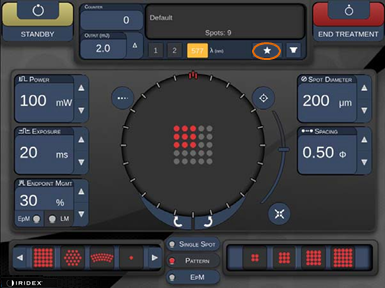 COUNTER
0
OUTPUT (mJ)
2.0 Δ
Default
Spots: 9
1 2 577 λ (nm)
STANDBY
END TREATMENT
POWER
100 mW
EXPOSURE
20 ms
ENDPOINT MGMT
30 %
EpM LM
SPOT DIAMETER
200 μm
SPACING
0.50 Φ
SINGLE SPOT
PATTERN
EPM
IRIDEX